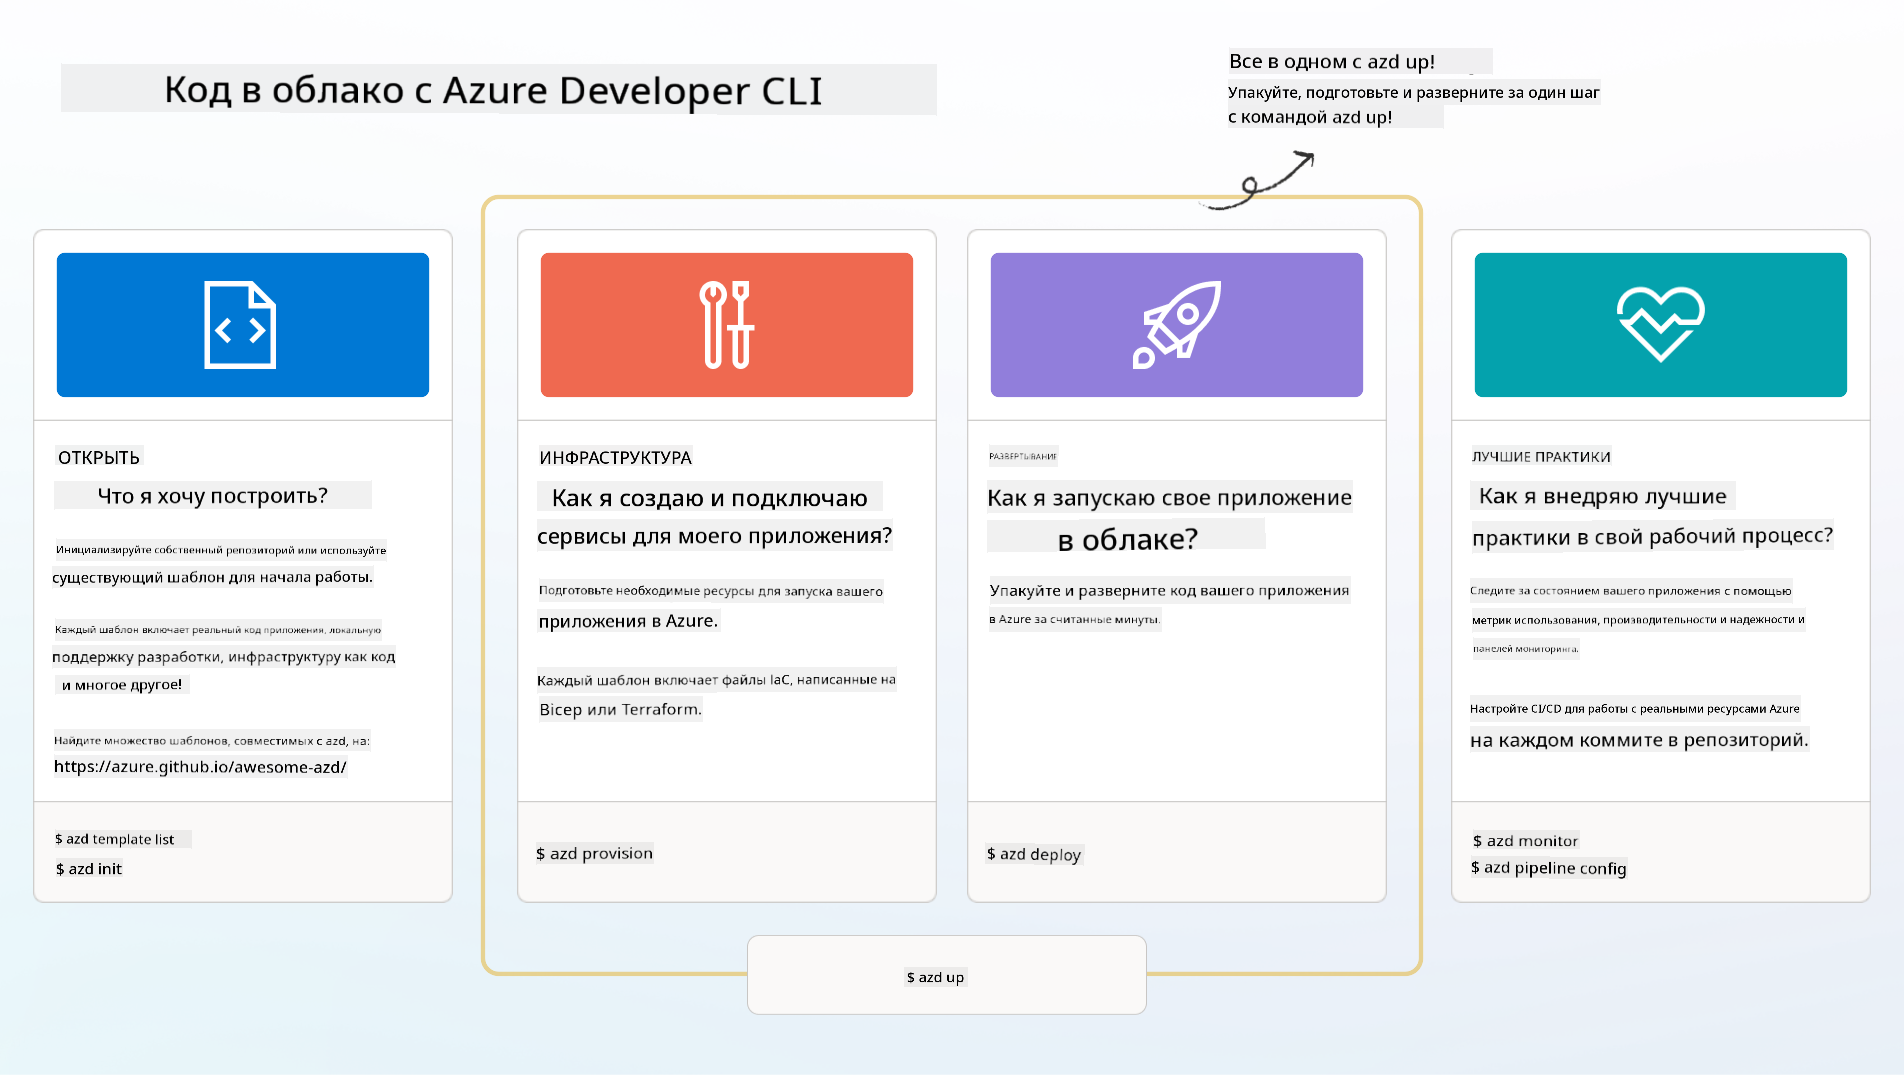 Код в облако с Azure Developer CLI
Все в одном с azd up!
Упакуйте, подготовьте и разверните за один шаг
с командой azd up!
ОТКРЫТЬ
Что я хочу построить?
Инициализируйте собственный репозиторий или используйте
существующий шаблон для начала работы.
Каждый шаблон включает реальный код приложения, локальную
поддержку разработки, инфраструктуру как код
и многое другое!
Найдите множество шаблонов, совместимых с azd, на:
https://azure.github.io/awesome-azd/
$ azd template list
$ azd init
ИНФРАСТРУКТУРА
Как я создаю и подключаю
сервисы для моего приложения?
Подготовьте необходимые ресурсы для запуска вашего
приложения в Azure.
Каждый шаблон включает файлы IaC, написанные на
Bicep или Terraform.
$ azd provision
РАЗВЕРТЫВАНИЕ
Как я запускаю свое приложение
в облаке?
Упакуйте и разверните код вашего приложения
в Azure за считанные минуты.
$ azd deploy
ЛУЧШИЕ ПРАКТИКИ
Как я внедряю лучшие
практики в свой рабочий процесс?
Следите за состоянием вашего приложения с помощью
метрик использования, производительности и надежности и
панелей мониторинга.
Настройте CI/CD для работы с реальными ресурсами Azure
на каждом коммите в репозиторий.
$ azd monitor
$ azd pipeline config
$ azd up